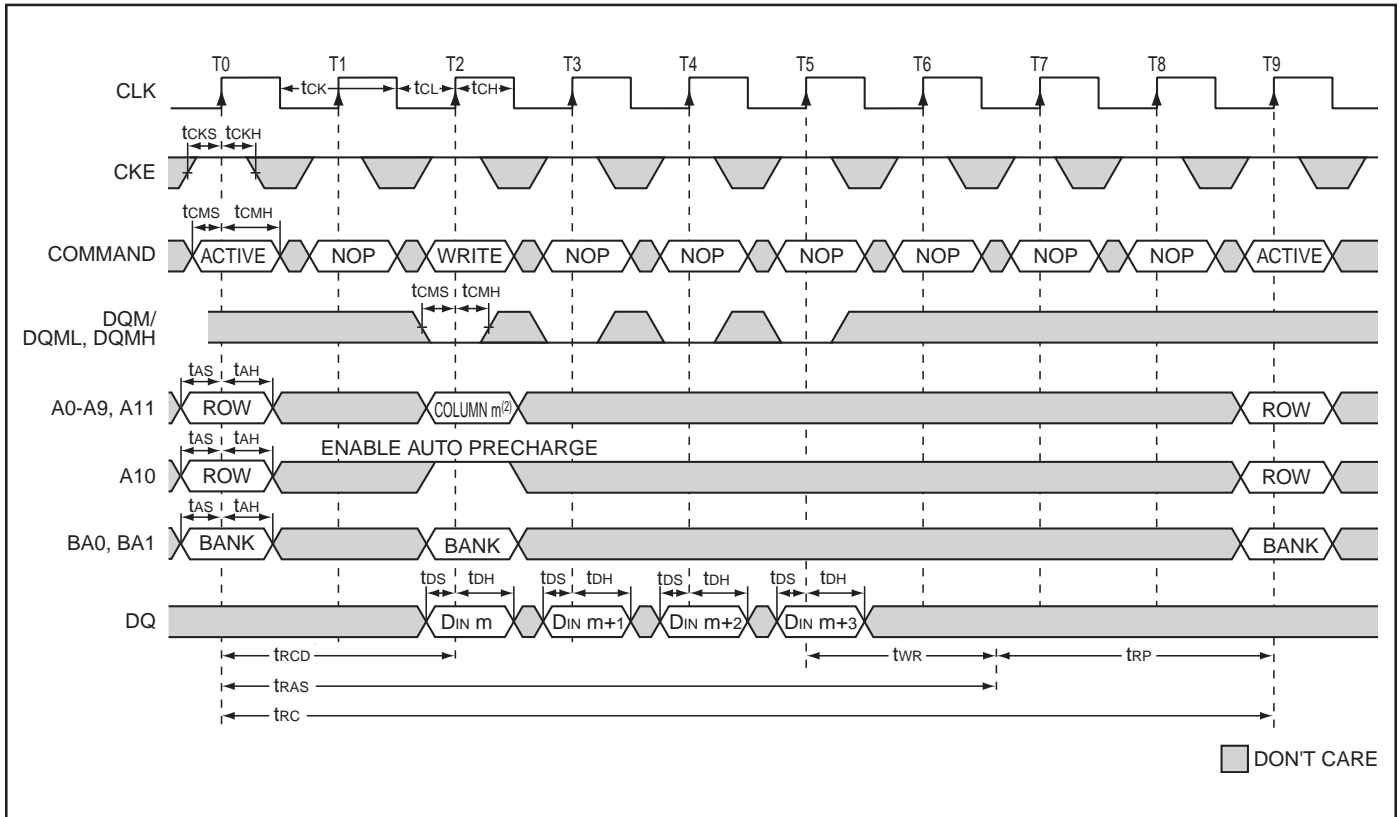 T0 T1 T2 T3 T4 T5 T6 T7 T8 T9
CLK tCK tCL tCH
tCKS tCKH
CKE
tCMS tCMH
COMMAND ACTIVE NOP WRITE NOP NOP NOP NOP NOP NOP ACTIVE
tCMS tCMH
DQM/
DQML, DQMH
tAS tAH
A0-A9, A11 ROW COLUMN m(2) ROW
tAS tAH ENABLE AUTO PRECHARGE
A10 ROW ROW
tAS tAH
BA0, BA1 BANK BANK BANK
tDS tDH tDS tDH tDS tDH tDS tDH
DQ DIN m DIN m+1 DIN m+2 DIN m+3
tRCD tWR tRP
tRAS
tRC
DON'T CARE